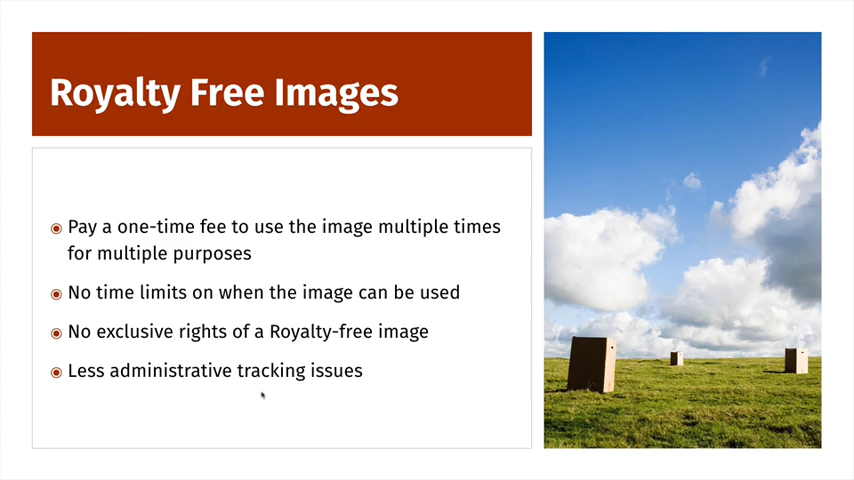 Royalty Free Images
Pay a one-time fee to use the image multiple times
for multiple purposes
No time limits on when the image can be used
No exclusive rights of a Royalty-free image
Less administrative tracking issues